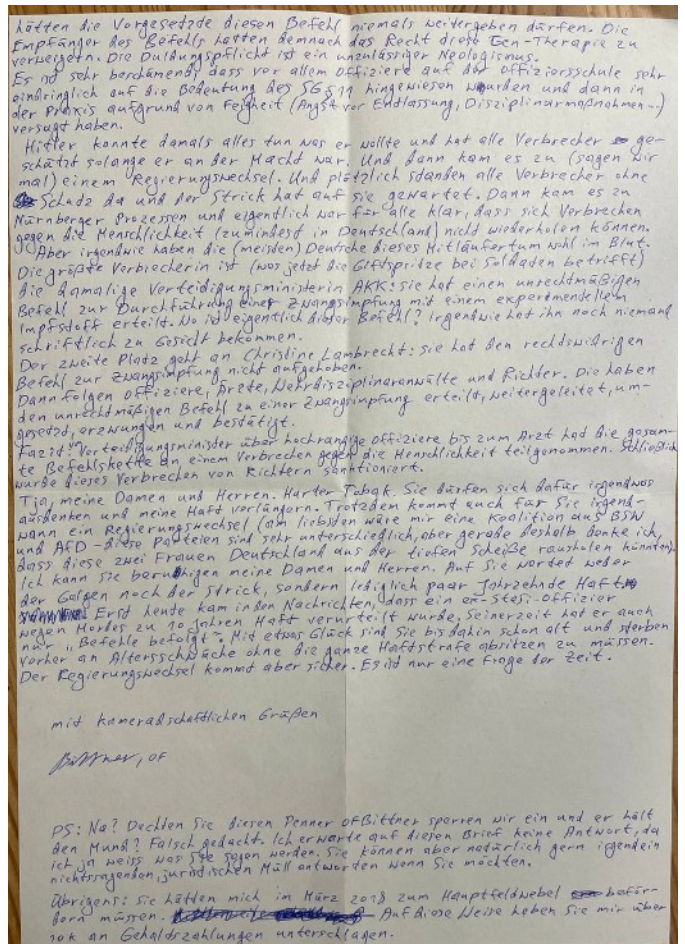 hätten die Vorgesetzte diesen Befehl niemals weitergeben dürfen. Die
Empfänger des Befehls hatten demnach das Recht diese Gen-Therapie zu
verweigern. Die Duldungspflicht ist ein unzulässiger Neologismus.
Es ist sehr beschämend, dass vor allem Offiziere auf der Offiziersschule sehr
eindringlich auf die Bedeutung des SG § 11 hingewiesen wurden und dann in
der Praxis aufgrund von Feigheit (Angst vor Entlassung, Disziplinarmaßnahmen...)
versagt haben.
Hitler konnte damals alles tun was er wollte und hat alle Verbrecher ge-
schützt solange er an der Macht war. Und dann kam es zu (sagen wir
mal) einem Regierungswechsel. Und plötzlich standen alle Verbrecher ohne
Schutz da und der Strick hat auf sie gewartet. Dann kam es zu
Nürnberger Prozessen und eigentlich war für alle klar, dass sich Verbrechen
gegen die Menschlichkeit (zumindest in Deutschland) nicht wiederholen können.
Aber irgendwie haben die (meisten) Deutsche dieses Mitläufertum wohl im Blut.
Die größte Verbrecherin ist (was jetzt die Giftspritze bei Soldaten betrifft)
die damalige Verteidigungsministerin AKK: sie hat einen unrechtmäßigen
Befehl zur Durchführung einer Zwangsimpfung mit einem experimentellem
Impfstoff erteilt. Wo ist eigentlich dieser Befehl? Irgendwie hat ihn noch niemand
schriftlich zu Gesicht bekommen.
Der zweite Platz geht an Christine Lambrecht: sie hat den rechtswidrigen
Befehl zur Zwangsimpfung nicht aufgehoben.
Dann folgen Offiziere, Ärzte, Wehrdisziplinaranwälte und Richter. Die haben
den unrechtmäßigen Befehl zu einer Zwangsimpfung erteilt, weitergeleitet, um-
gesetzt, erzwungen und bestätigt.
Fazit: Verteidigungsminister über hochrangige Offiziere bis zum Arzt hat die gesam-
te Befehlskette an einem Verbrechen gegen die Menschlichkeit teilgenommen. Schließlich
wurde dieses Verbrechen von Richtern sanktioniert.
Tja, meine Damen und Herren. Harter Tobak. Sie dürfen sich dafür irgendwas
ausdenken und meine Haft verlängern. Trotzdem kommt auch für Sie irgend-
wann ein Regierungswechsel (am liebsten wäre mir eine Koalition aus BSW
und AfD - diese Parteien sind sehr unterschiedlich, aber gerade deshalb denke ich,
dass diese zwei Frauen Deutschland aus der tiefen Scheiße rausholen könnten).
Ich kann sie beruhigen meine Damen und Herren. Auf Sie wartet weder
der Galgen noch der Strick, sondern lediglich paar Jahrzehnte Haft.
Erst heute kam in den Nachrichten, dass ein ex-Stasi-Offizier
wegen Mordes zu 10 Jahren Haft verurteilt wurde. Seinerzeit hat er auch
nur „Befehle befolgt". Mit etwas Glück sind Sie bis dahin schon alt und sterben
vorher an Altersschwäche ohne die ganze Haftstrafe absitzen zu müssen.
Der Regierungswechsel kommt aber sicher. Es ist nur eine Frage der Zeit.
mit kameradschaftlichen Grüßen
Bittner, OF
PS: Na? Dachten Sie diesen Penner OF Bittner sperren wir ein und er hält
den Mund? Falsch gedacht. Ich erwarte auf diesen Brief keine Antwort, da
ich ja weiss was Sie sagen werden. Sie können aber natürlich gern irgendein
nichtssagenden, juristischen Müll antworten wenn Sie möchten.
Übrigens: sie hätten mich im März 2018 zum Hauptfeldwebel beför-
dern müssen. Auf diese Weise haben Sie mir über
10K an Gehaltszahlungen unterschlagen.